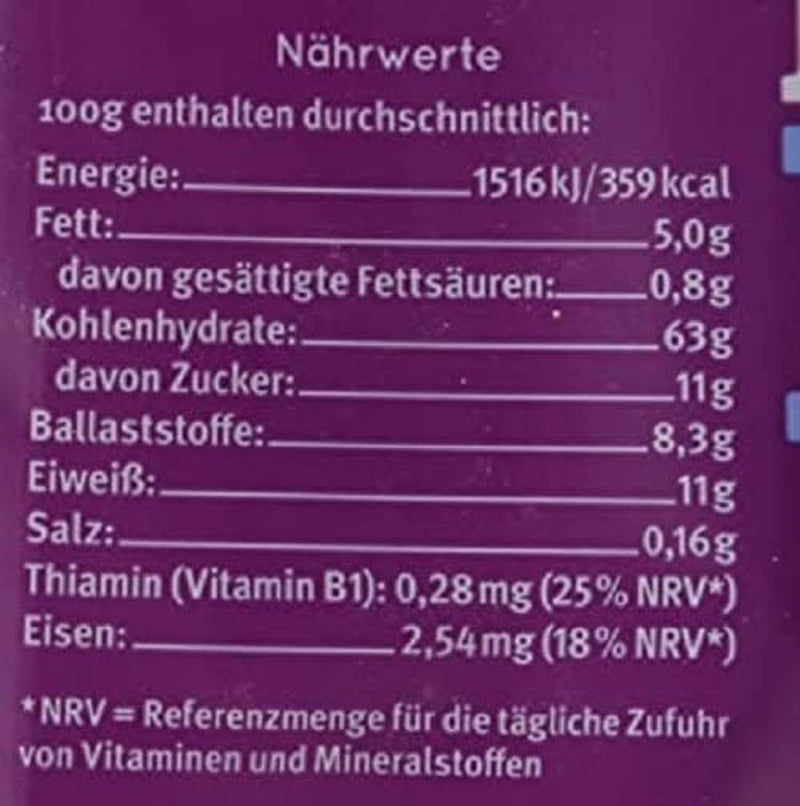 Nährwerte
100g enthalten durchschnittlich:
Energie: 1516 kJ/359 kcal
Fett: 5,0g
davon gesättigte Fettsäuren: 0,8g
Kohlenhydrate: 63g
davon Zucker: 11g
Ballaststoffe: 8,3g
Eiweiß: 11g
Salz: 0,16g
Thiamin (Vitamin B1): 0,28mg (25% NRV*)
Eisen: 2,54mg (18% NRV*)
*NRV = Referenzmenge für die tägliche Zufuhr
von Vitaminen und Mineralstoffen